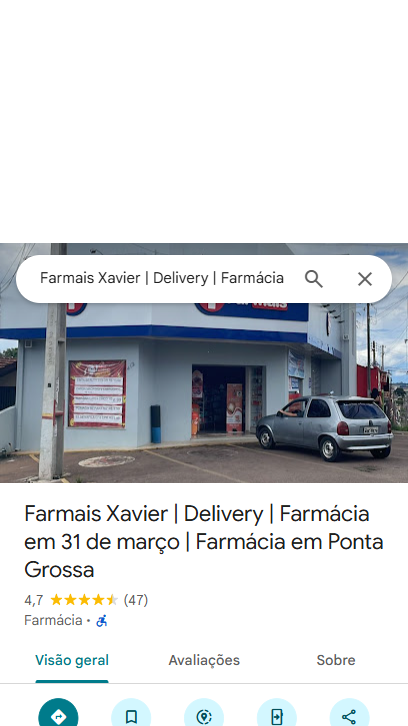 Farmais Xavier | Delivery | Farmácia
Farmais Xavier | Delivery | Farmácia
em 31 de março | Farmácia em Ponta
Grossa
4,7 (47)
Farmácia ·
Visão geral Avaliações Sobre